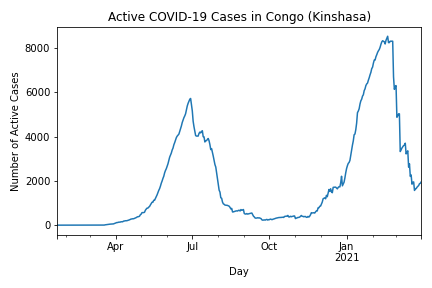 Active COVID-19 Cases in Congo (Kinshasa)
Number of Active Cases
8000
6000
4000
2000
0
Apr
Jul
Oct
Jan
2021
Day